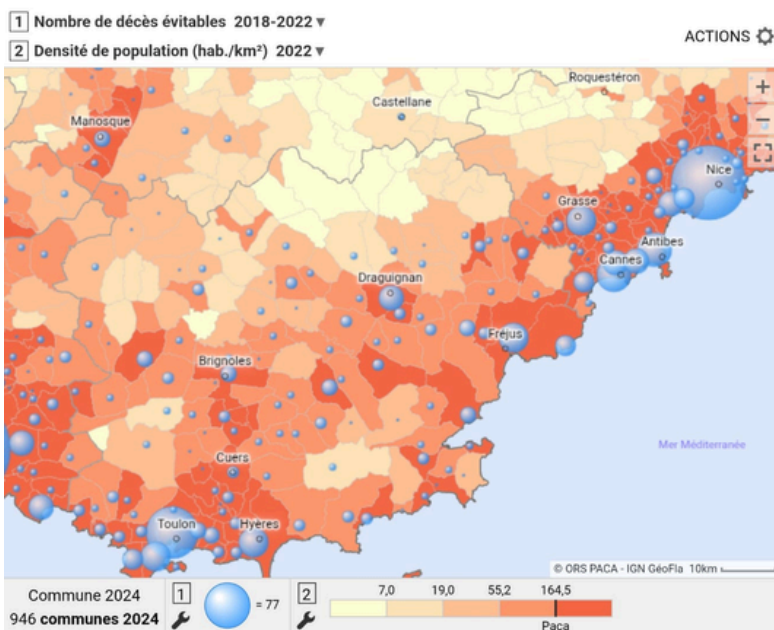 1 Nombre de décès évitables 2018-2022 ▼
2 Densité de population (hab./km²) 2022 ▼
ACTIONS
Roquestéron
Castellane
Manosque
Nice
Grasse
Antibes
Cannes
Draguignan
Fréjus
Brignoles
Mer Méditerranée
Cuers
Toulon
Hyères
© ORS PACA - IGN GéoFla 10km
Commune 2024
946 communes 2024
1
= 77
2
7,0 19,0 55,2 164,5
Paca